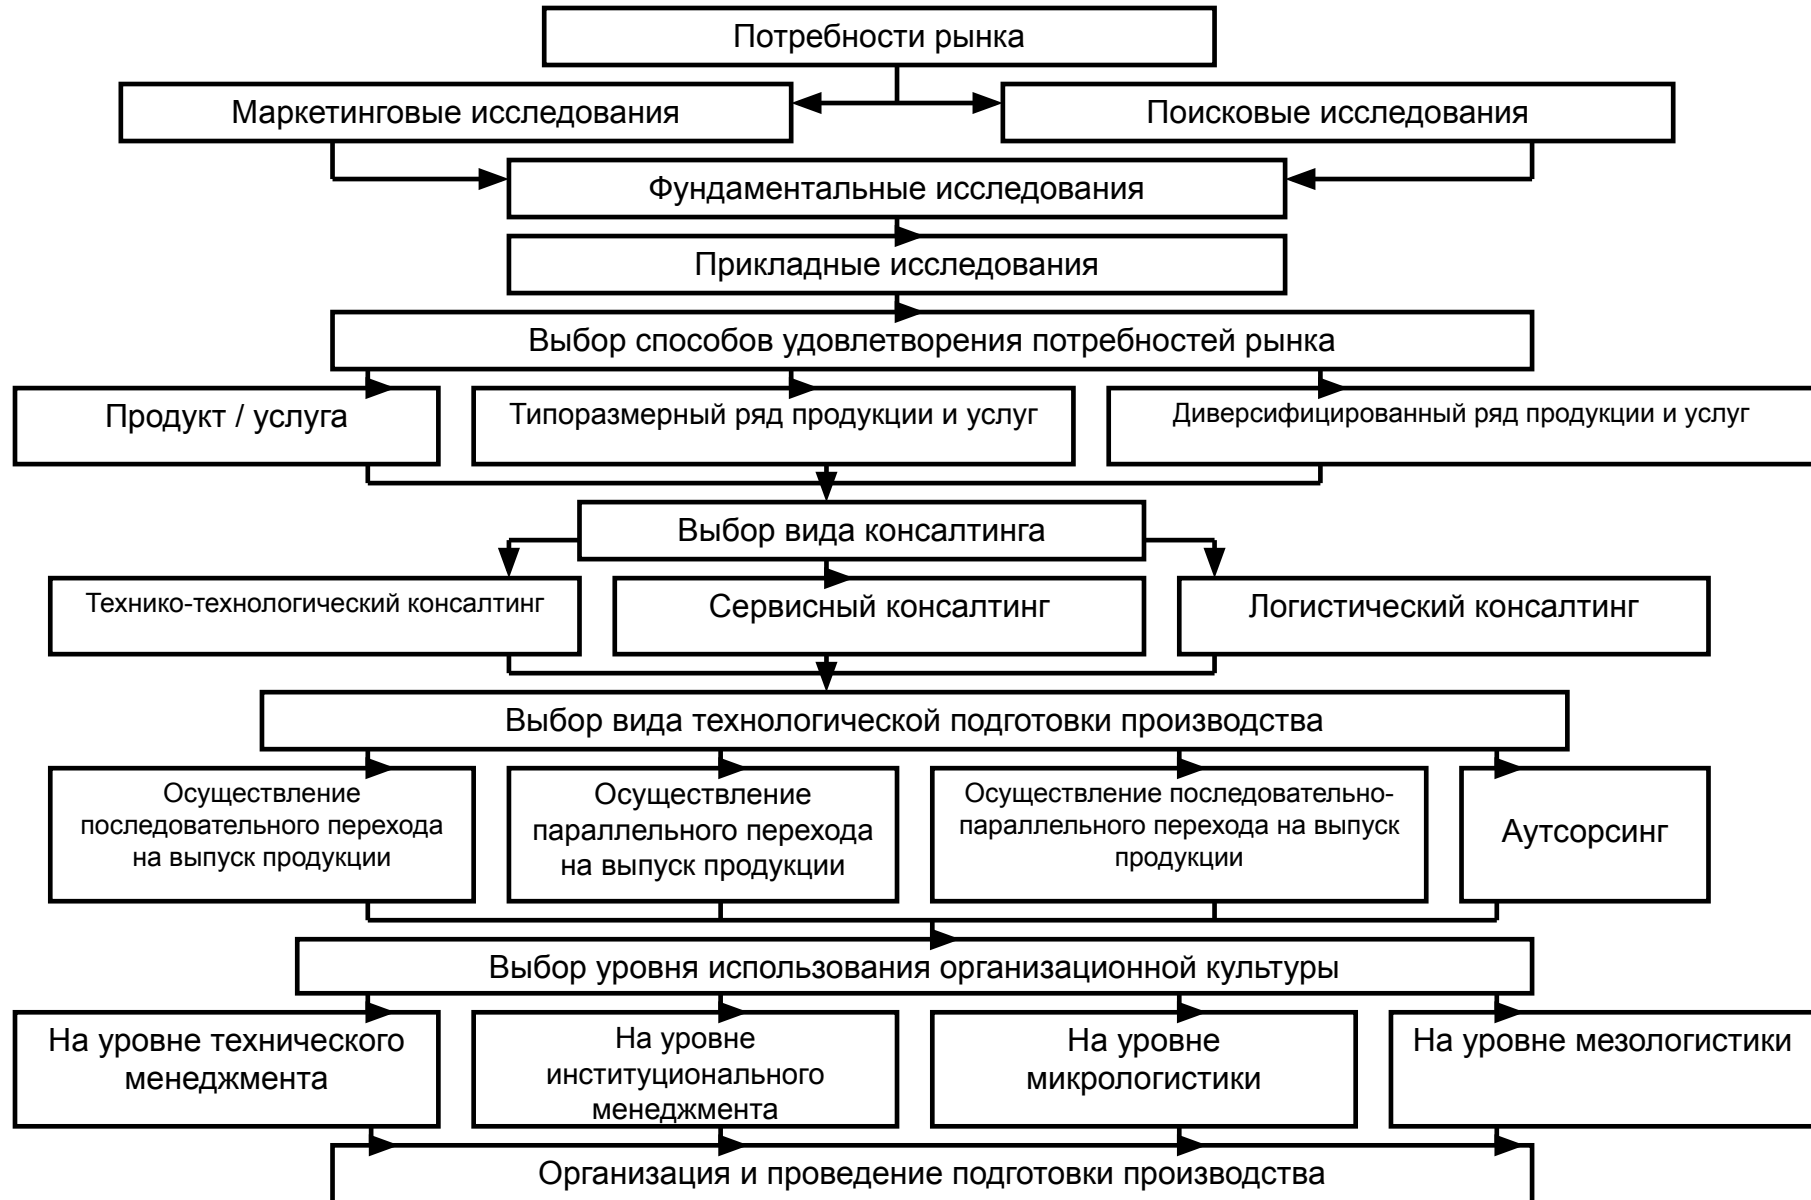 Потребности рынка
Маркетинговые исследования
Поисковые исследования
Фундаментальные исследования
Прикладные исследования
Выбор способов удовлетворения потребностей рынка
Продукт / услуга
Типоразмерный ряд продукции и услуг
Диверсифицированный ряд продукции и услуг
Выбор вида консалтинга
Технико-технологический консалтинг
Сервисный консалтинг
Логистический консалтинг
Выбор вида технологической подготовки производства
Осуществление
последовательного перехода
на выпуск продукции
Осуществление
параллельного перехода
на выпуск продукции
Осуществление последовательно-
параллельного перехода на выпуск
продукции
Аутсорсинг
Выбор уровня использования организационной культуры
На уровне технического
менеджмента
На уровне
институционального
менеджмента
На уровне
микрологистики
На уровне мезологистики
Организация и проведение подготовки производства